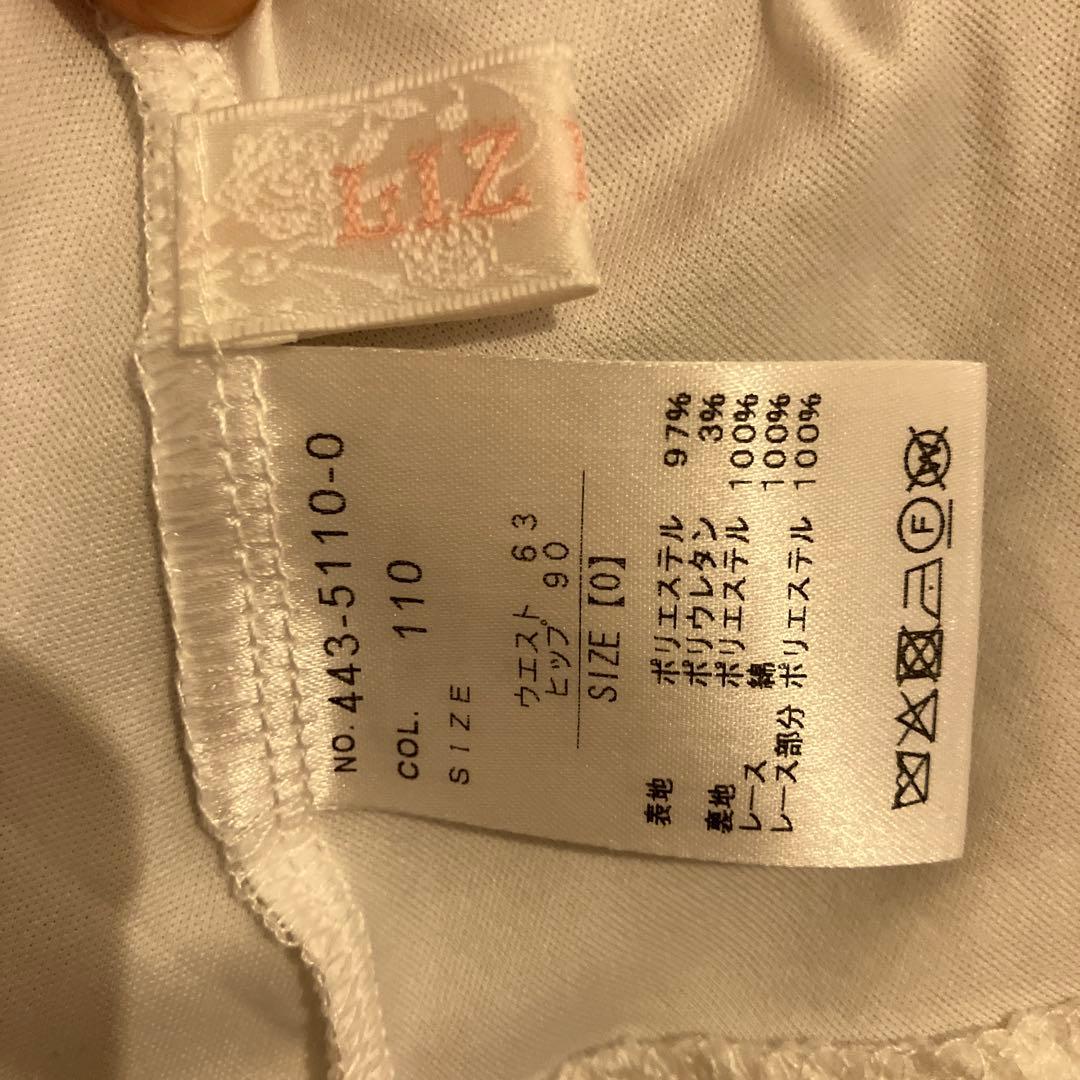 LIZ
NO. 443-5110-0
COL. 110
SIZE
ウエスト 63
ヒップ 90
SIZE【0】
表地 ポリエステル 97%
ポリウレタン 3%
裏地 ポリエステル 100%
レース 綿 100%
レース部分 ポリエステル 100%
F
W